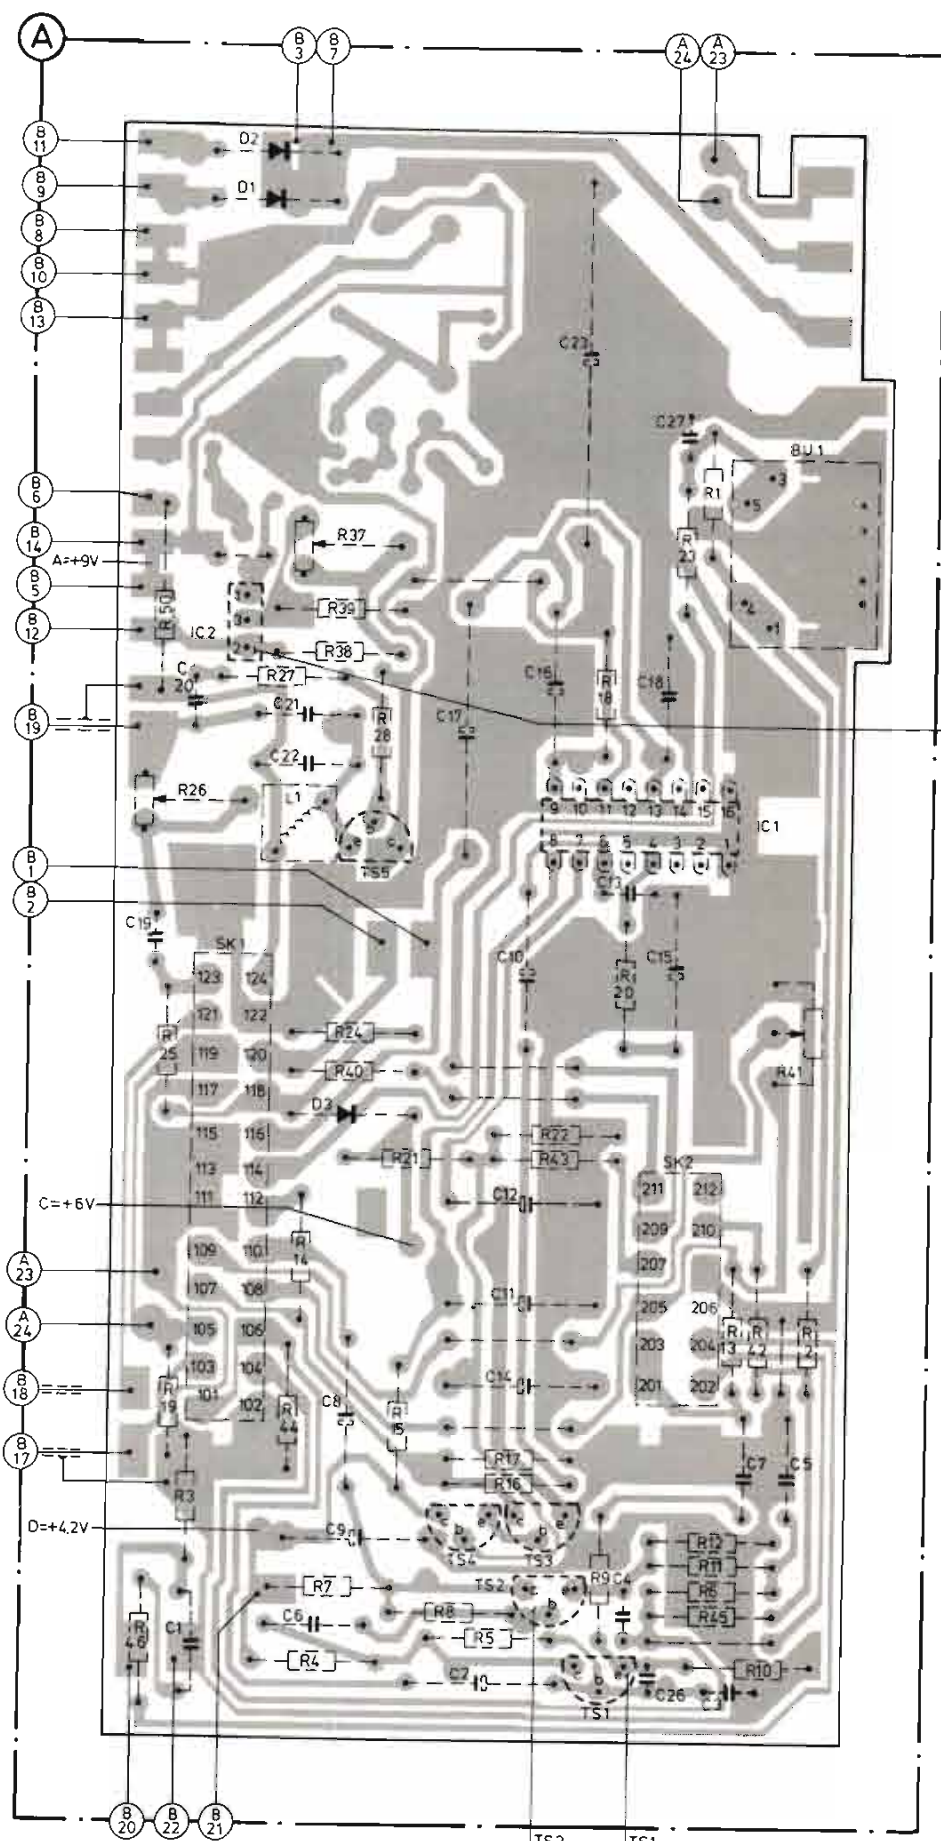 A
B 3
B 7
A 24
A 23
B 11
D2
B 9
D1
B 8
B 10
B 13
C23
C27
BU1
3
R1
5
B 6
R37
B 14
R 23
A=+9V
B 5
R50
R39
4
B 12
3
1
IC2
2
R38
C 20
R27
C16
R 18
C18
B 19
C21
C17
R 28
C22
R26
L1
9 10 11 12 13 14 15 16
IC1
8 7 6 5 4 3 2 1
B 1
e c
TS5
B 2
C13
C19
SK1
C10
R 20
C15
123 124
121 122
R24
R 25
119 120
R40
R41
117 118
D3
115 116
R22
R21
R43
SK2
113 114
211 212
111 112
C=+6V
C12
209 210
R 14
109 110
207
A 23
107 108
C11
205 206
A 24
105 106
203 204
R 13
R 42
R 2
103 104
B 18
R 19
101 102
C14
201 202
R 44
C8
R 15
B 17
R17
C7
C5
R3
R16
c e c e
b b
D=+4.2V
C9
TS4 TS3
R12
R9
R11
R7
TS2
c e
C4
R6
R8
b
R45
R 46
C1
C6
R5
R4
c b e
R10
C2
C26
TS1
B 20
B 22
B 21
TS2
TS1